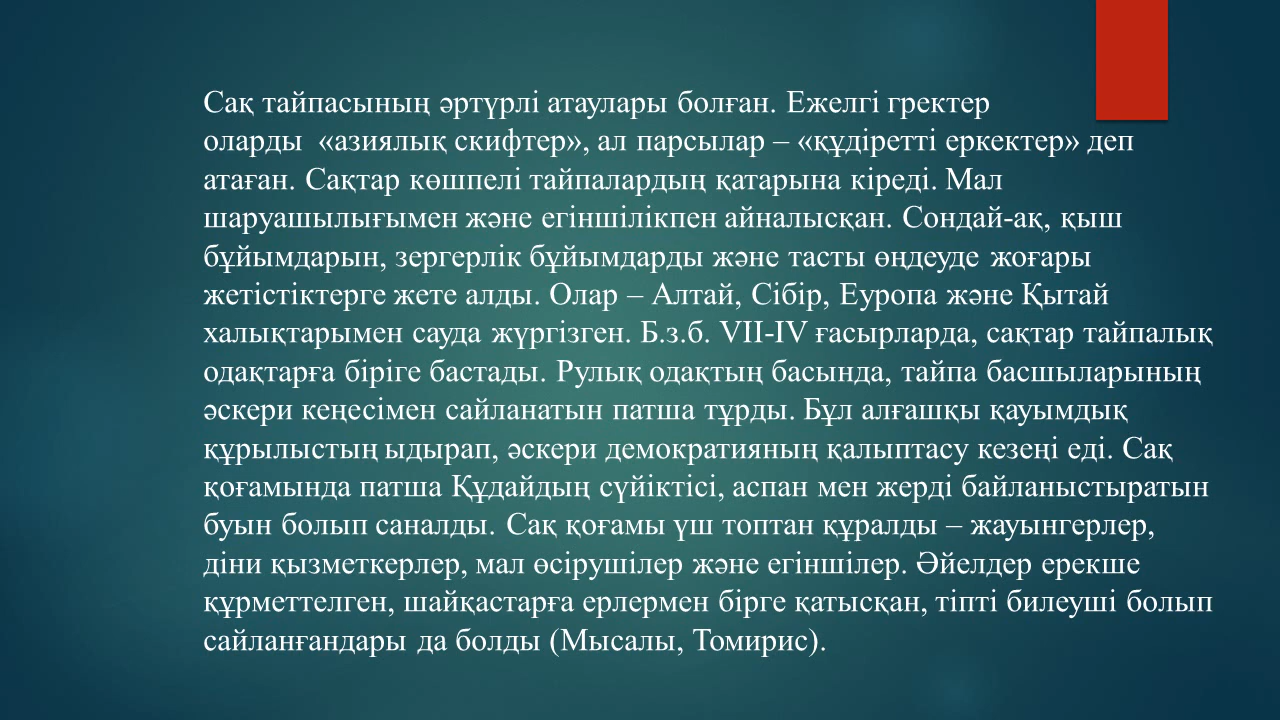 Сақ тайпасының әртүрлі атаулары болған. Ежелгі гректер
оларды «азиялық скифтер», ал парсылар – «құдіретті еркектер» деп
атаған. Сақтар көшпелі тайпалардың қатарына кіреді. Мал
шаруашылығымен және егіншілікпен айналысқан. Сондай-ақ, қыш
бұйымдарын, зергерлік бұйымдарды және тасты өңдеуде жоғары
жетістіктерге жете алды. Олар – Алтай, Сібір, Еуропа және Қытай
халықтарымен сауда жүргізген. Б.з.б. VII-IV ғасырларда, сақтар тайпалық
одақтарға біріге бастады. Рулық одақтың басында, тайпа басшыларының
әскери кеңесімен сайланатын патша тұрды. Бұл алғашқы қауымдық
құрылыстың ыдырап, әскери демократияның қалыптасу кезеңі еді. Сақ
қоғамында патша Құдайдың сүйіктісі, аспан мен жерді байланыстыратын
буын болып саналды. Сақ қоғамы үш топтан құралды – жауынгерлер,
діни қызметкерлер, мал өсірушілер және егіншілер. Әйелдер ерекше
құрметтелген, шайқастарға ерлермен бірге қатысқан, тіпті билеуші болып
сайланғандары да болды (Мысалы, Томирис).